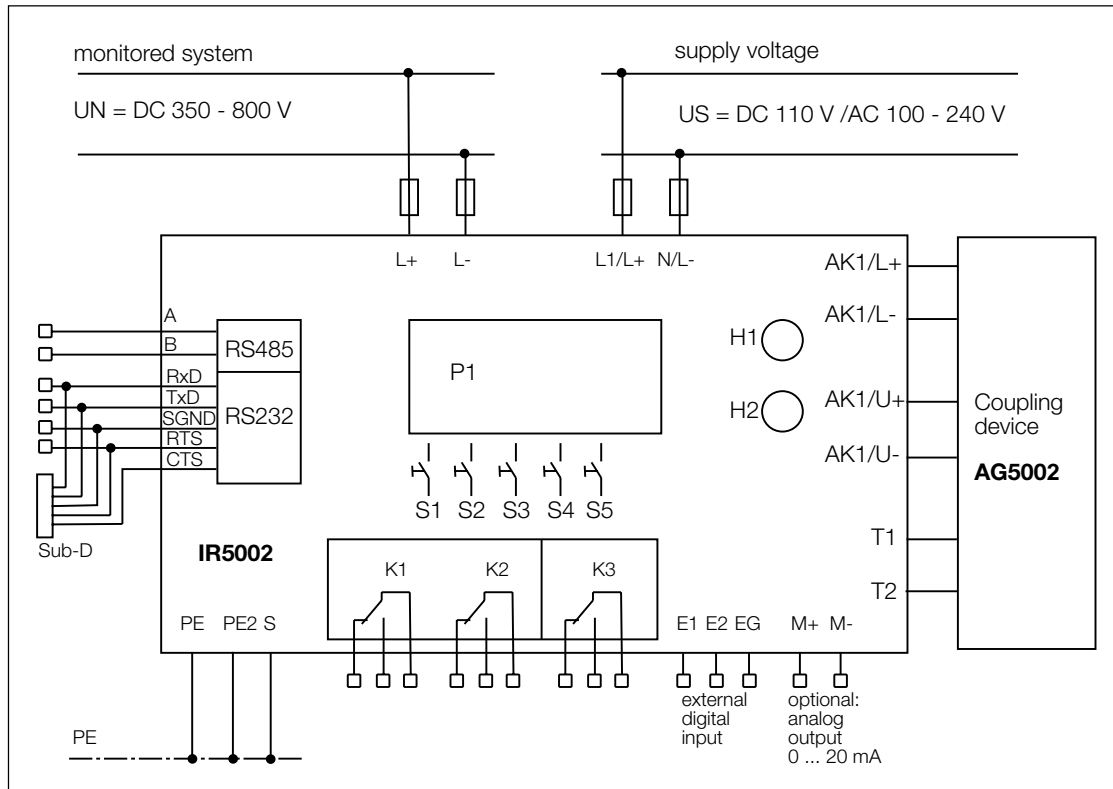 monitored system
supply voltage
UN = DC 350 - 800 V
US = DC 110 V /AC 100 - 240 V
L+ L- L1/L+ N/L-
AK1/L+
AK1/L-
AK1/U+
AK1/U-
T1
T2
A
B
RS485
RxD
TxD
SGND
RTS
CTS
RS232
Sub-D
P1
H1
H2
S1 S2 S3 S4 S5
Coupling
device
AG5002
IR5002
K1 K2 K3
PE PE2 S
E1 E2 EG M+ M-
external
digital
input
optional:
analog
output
0 ... 20 mA
PE